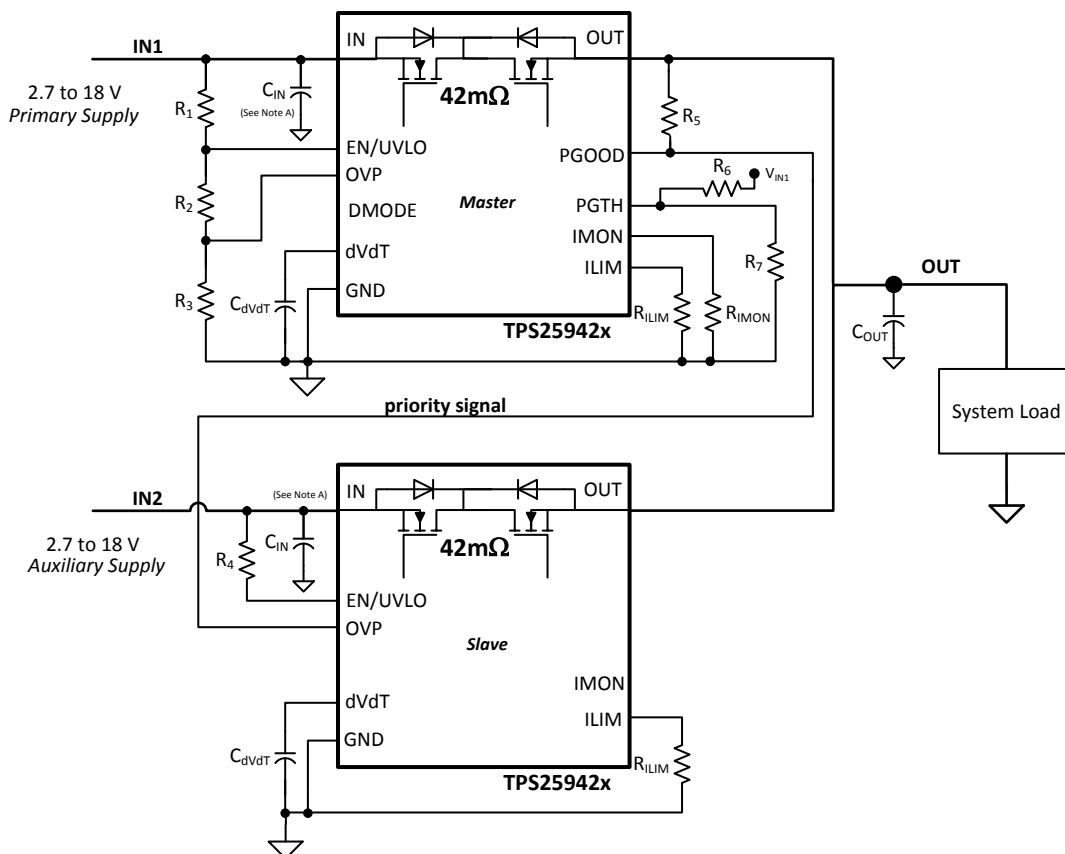 IN1
2.7 to 18 V
Primary Supply
R1
CIN
(See Note A)
R2
R3
CdVdT
IN
OUT
42mΩ
EN/UVLO
OVP
DMODE
dVdT
GND
Master
PGOOD
PGTH
IMON
ILIM
TPS25942x
R5
R6
VIN1
R7
RILIM
RIMON
OUT
COUT
System Load
priority signal
IN2
2.7 to 18 V
Auxiliary Supply
(See Note A)
CIN
R4
IN
OUT
42mΩ
EN/UVLO
OVP
Slave
dVdT
GND
IMON
ILIM
CdVdT
RILIM
TPS25942x